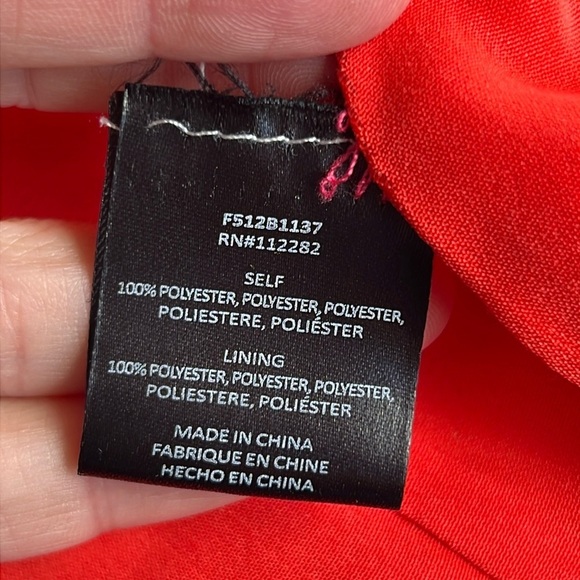 F512B1137
RN#112282
SELF
100% POLYESTER, POLYESTER, POLYESTER,
POLIESTERE, POLIÉSTER
LINING
100% POLYESTER, POLYESTER, POLYESTER,
POLIESTERE, POLIÉSTER
MADE IN CHINA
FABRIQUE EN CHINE
HECHO EN CHINA